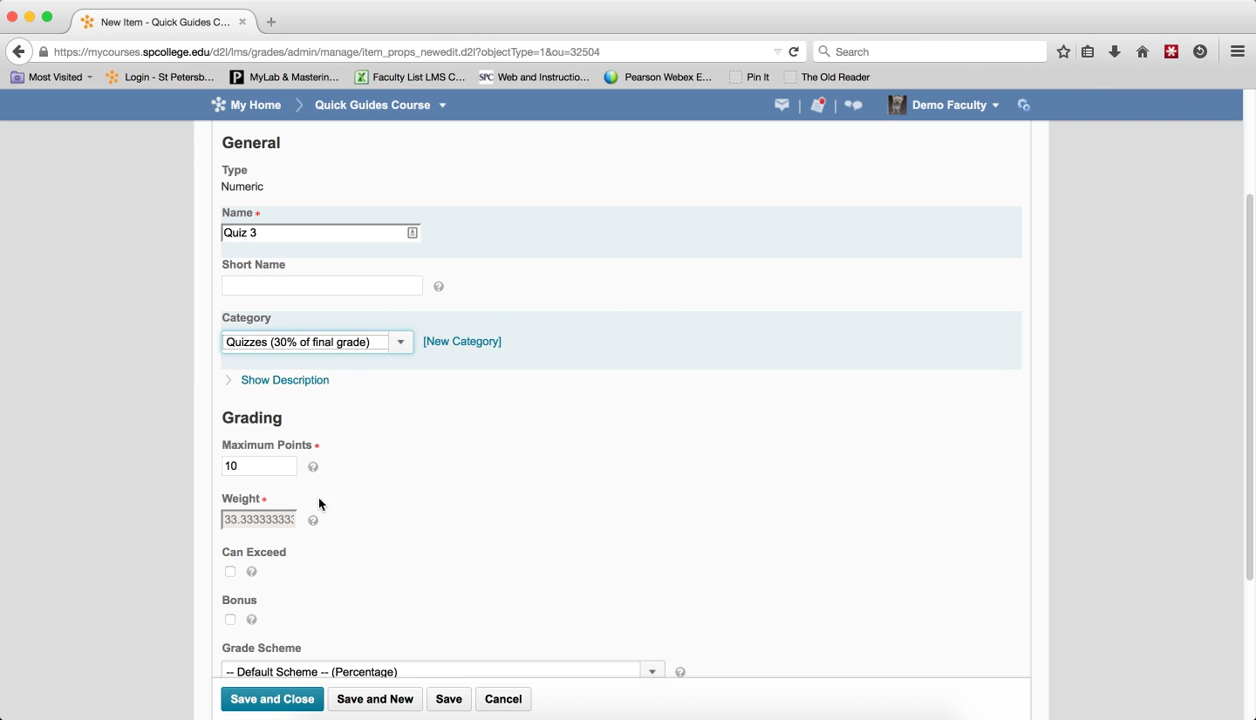 New Item - Quick Guides C...
https://mycourses.spcollege.edu/d2l/lms/grades/admin/manage/item_props_newedit.d2l?objectType=1&ou=32504
Search
Most Visited
Login - St Petersb...
P
MyLab & Masterin...
Faculty List LMS C...
SPC
Web and Instructio...
Pearson Webex E...
Pin It
The Old Reader
My Home
Quick Guides Course
Demo Faculty
General
Type
Numeric
Name *
Quiz 3
Short Name
Category
Quizzes (30% of final grade)
[New Category]
Show Description
Grading
Maximum Points *
10
Weight *
33.333333333
Can Exceed
Bonus
Grade Scheme
-- Default Scheme -- (Percentage)
Save and Close
Save and New
Save
Cancel